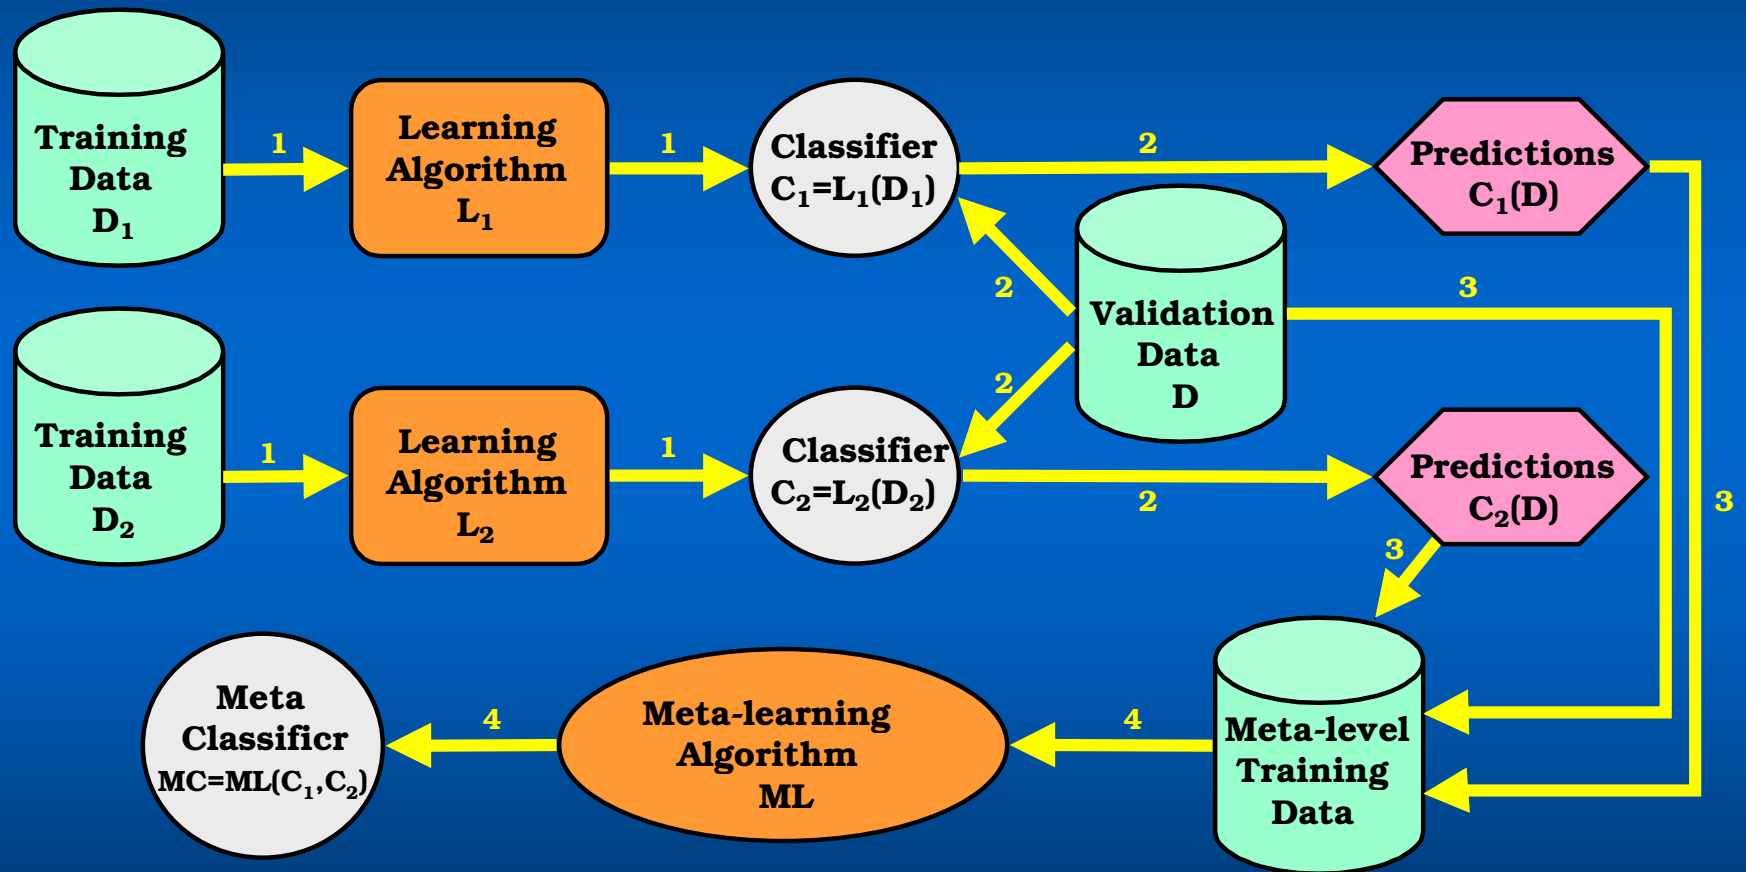 Training
Data
D₁
1
Learning
Algorithm
L₁
1
Classifier
C₁=L₁(D₁)
2
Predictions
C₁(D)
2
Validation
Data
D
3
2
Training
Data
D₂
1
Learning
Algorithm
L₂
1
Classifier
C₂=L₂(D₂)
2
Predictions
C₂(D)
3
3
Meta
Classificr
MC=ML(C₁,C₂)
4
Meta-learning
Algorithm
ML
4
Meta-level
Training
Data